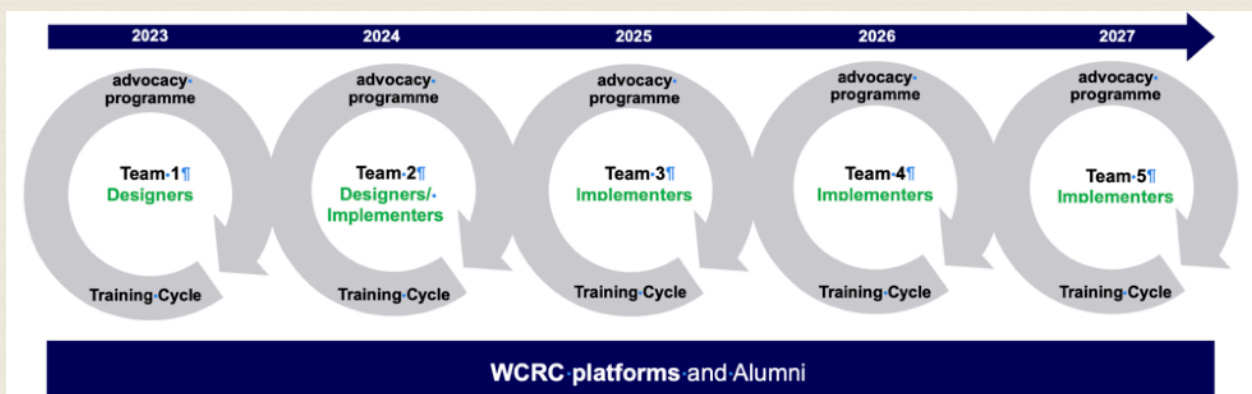 2023 2024 2025 2026 2027
advocacy·
programme
Team·1¶
Designers
Training·Cycle
advocacy·
programme
Team·2¶
Designers/·
Implementers
Training·Cycle
advocacy·
programme
Team·3¶
Implementers
Training·Cycle
advocacy·
programme
Team·4¶
Implementers
Training·Cycle
advocacy·
programme
Team·5¶
Implementers
Training·Cycle
WCRC·platforms·and·Alumni